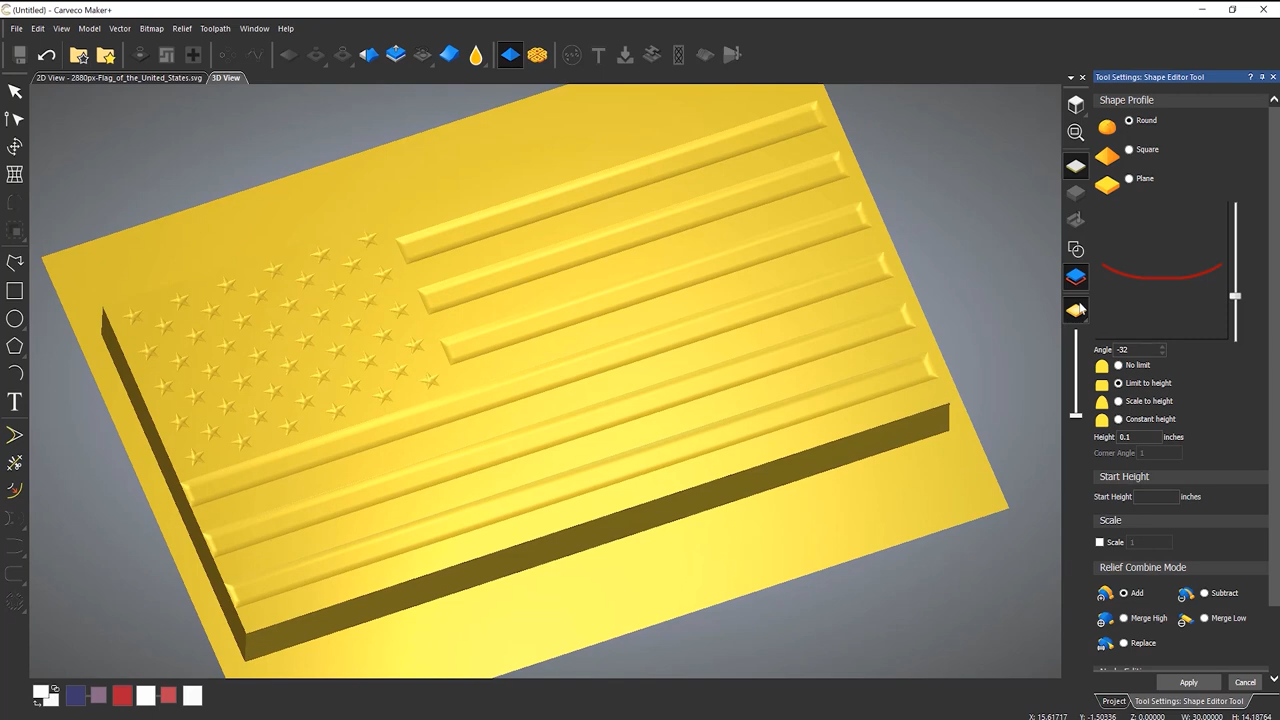 (Untitled) - Carveco Maker+
File Edit View Model Vector Bitmap Relief Toolpath Window Help
2D View - 2880px-Flag_of_the_United_States.svg 3D View
Tool Settings: Shape Editor Tool
Shape Profile
Round
Square
Plane
Angle -32
No limit
Limit to height
Scale to height
Constant height
Height 0.1 inches
Corner Angle 1
Start Height
Start Height inches
Scale
Scale 1
Relief Combine Mode
Add Subtract
Merge High Merge Low
Replace
Apply Cancel
Project Tool Settings: Shape Editor Tool
X: 15.61717 Y: -1.50336 Z: 0.00000 W: 30.00000 H: 14.18764